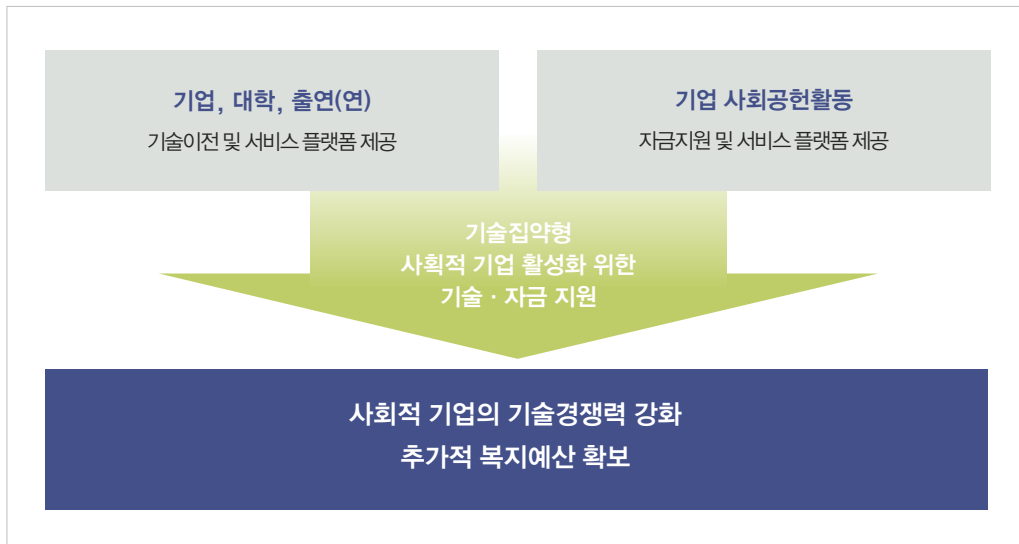 기업, 대학, 출연(연)
기술이전 및 서비스 플랫폼 제공
기업 사회공헌활동
자금지원 및 서비스 플랫폼 제공
기술집약형
사획적 기업 활성화 위한
기술 · 자금 지원
사회적 기업의 기술경쟁력 강화
추가적 복지예산 확보